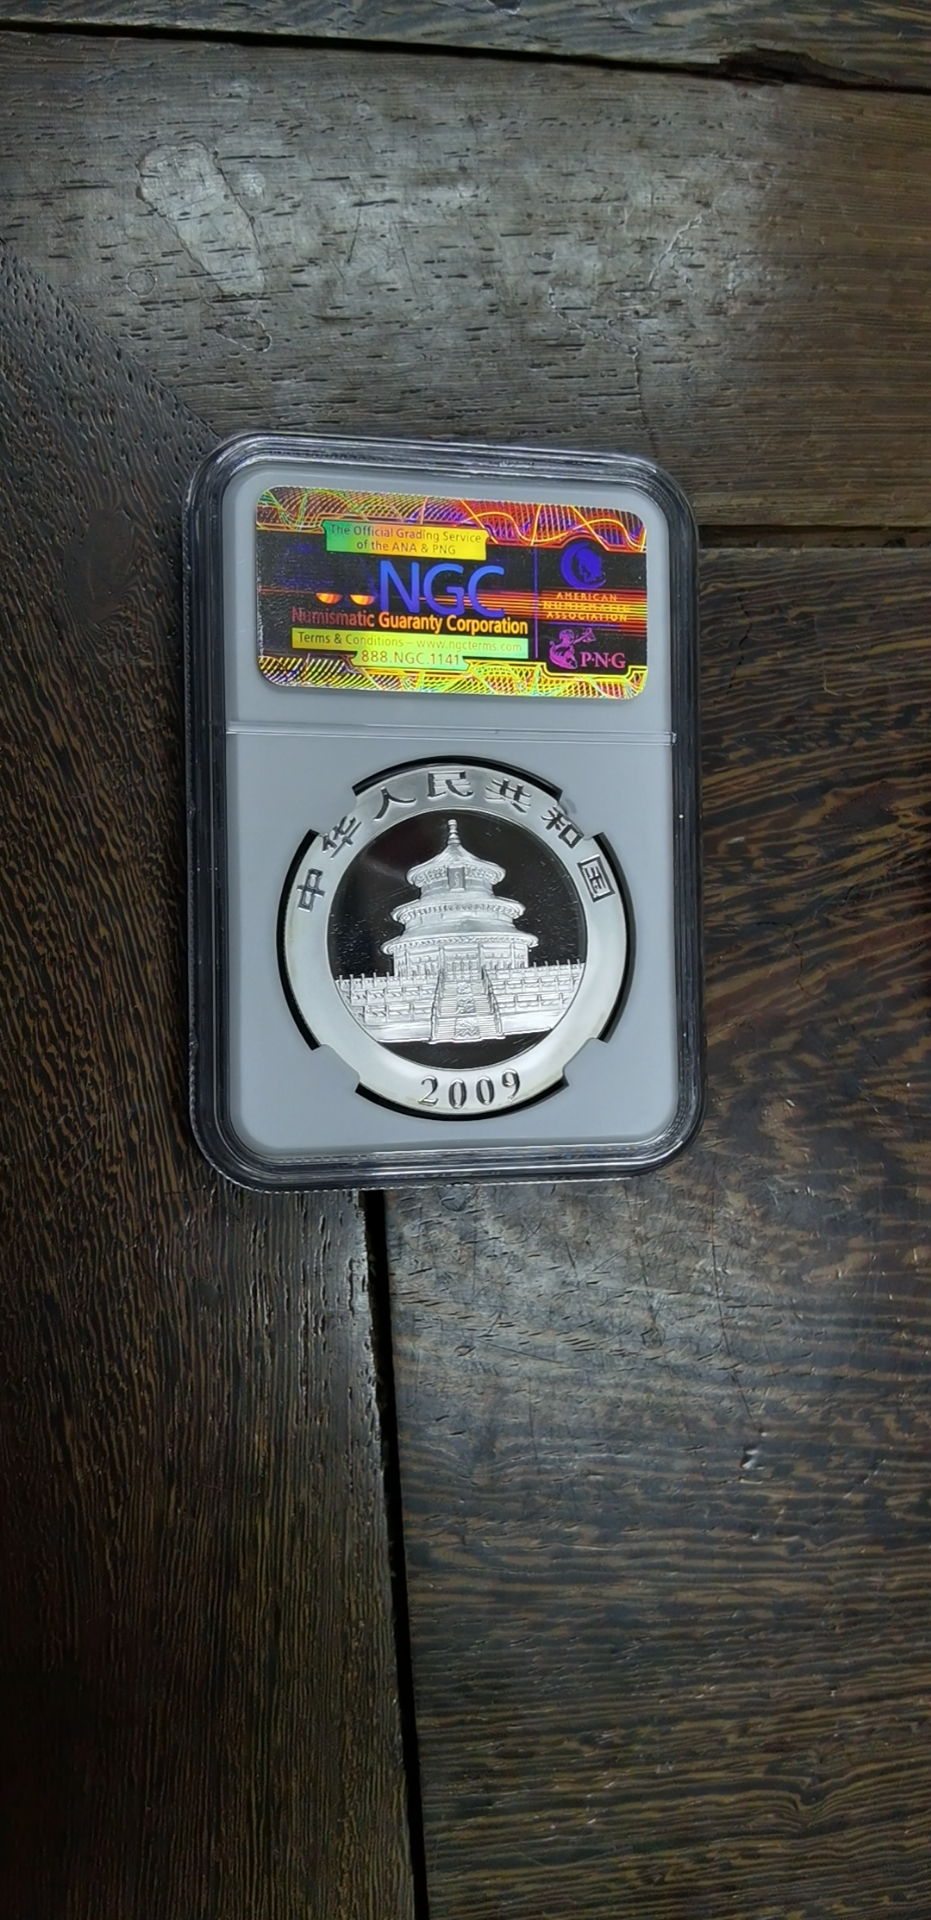 The Official Grading Service
of the ANA & PNG
NGC
Numismatic Guaranty Corporation
Terms & Conditions – www.ngcterms.com
888.NGC.1141
AMERICAN
NUMISMATIC
ASSOCIATION
P·N·G
中华人民共和国
2009